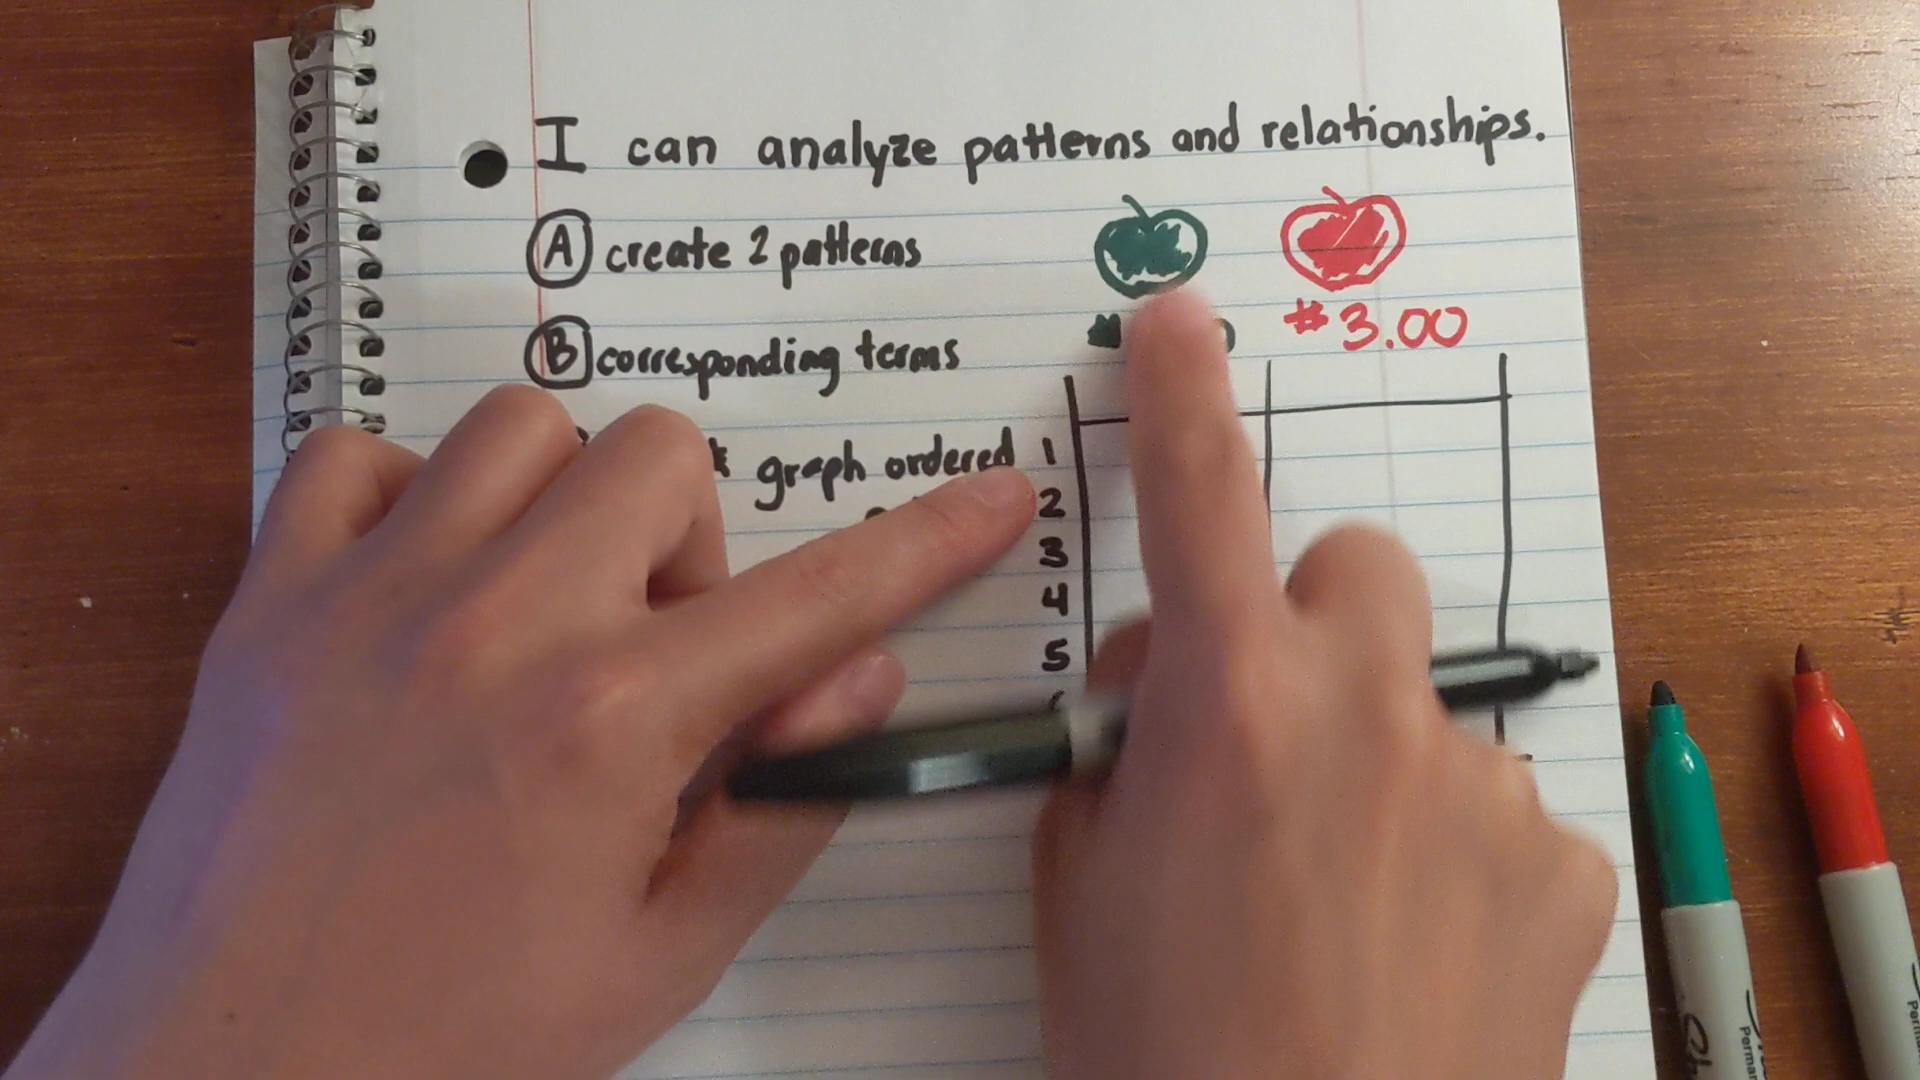 I can analyze patterns and relationships.
A create 2 patterns
$3.00
B corresponding terms
graph ordered
1
2
3
4
5